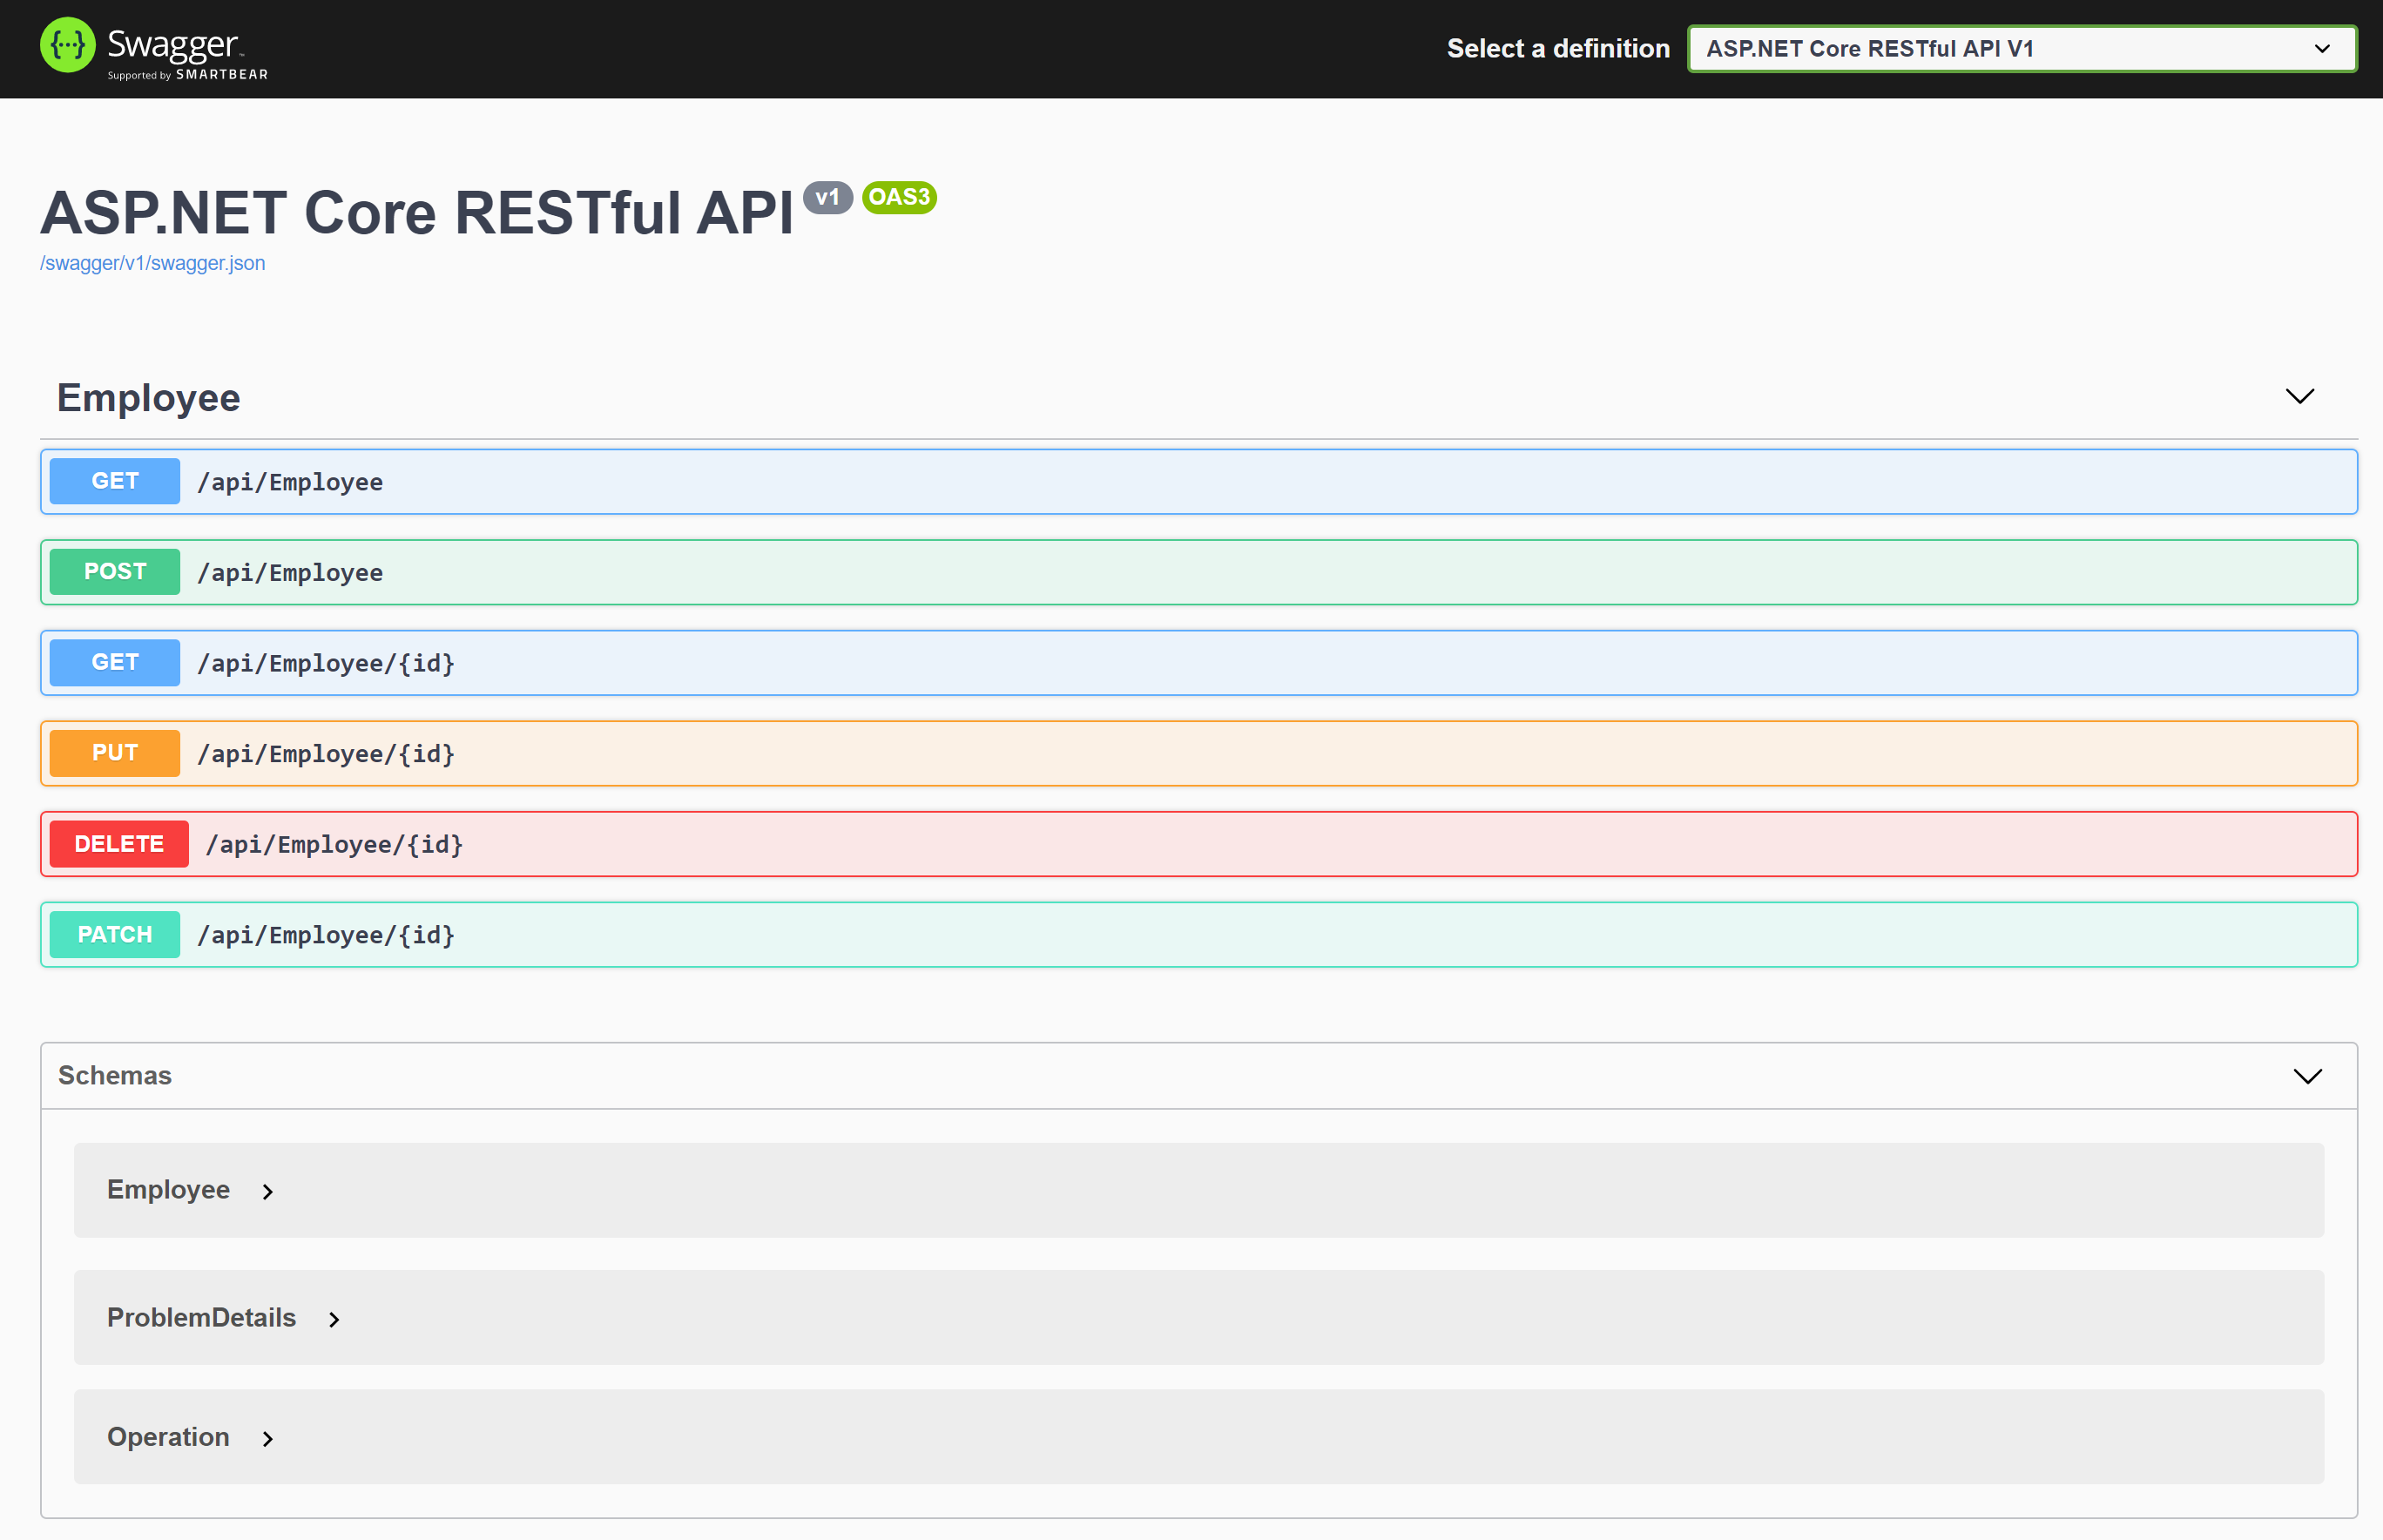 {···} Swagger™
Supported by SMARTBEAR
Select a definition
ASP.NET Core RESTful API V1
ASP.NET Core RESTful API v1 OAS3
/swagger/v1/swagger.json
Employee
GET /api/Employee
POST /api/Employee
GET /api/Employee/{id}
PUT /api/Employee/{id}
DELETE /api/Employee/{id}
PATCH /api/Employee/{id}
Schemas
Employee
ProblemDetails
Operation